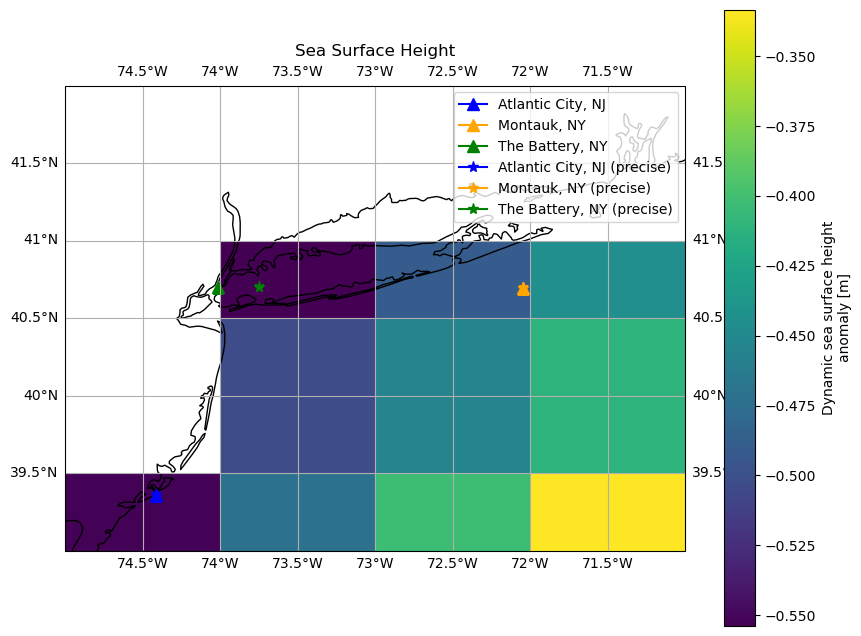 Sea Surface Height
74.5°W 74°W 73.5°W 73°W 72.5°W 72°W 71.5°W
Atlantic City, NJ
Montauk, NY
The Battery, NY
Atlantic City, NJ (precise)
Montauk, NY (precise)
The Battery, NY (precise)
41.5°N 41.5
41°N 41°N
40.5°N 40.5
40°N 40°N
39.5°N 39.5°
74.5°W 74°W 73.5°W 73°W 72.5°W 72°W 71.5°W
−0.350
−0.375
−0.400
−0.425
−0.450
−0.475
−0.500
−0.525
−0.550
Dynamic sea surface height
anomaly [m]